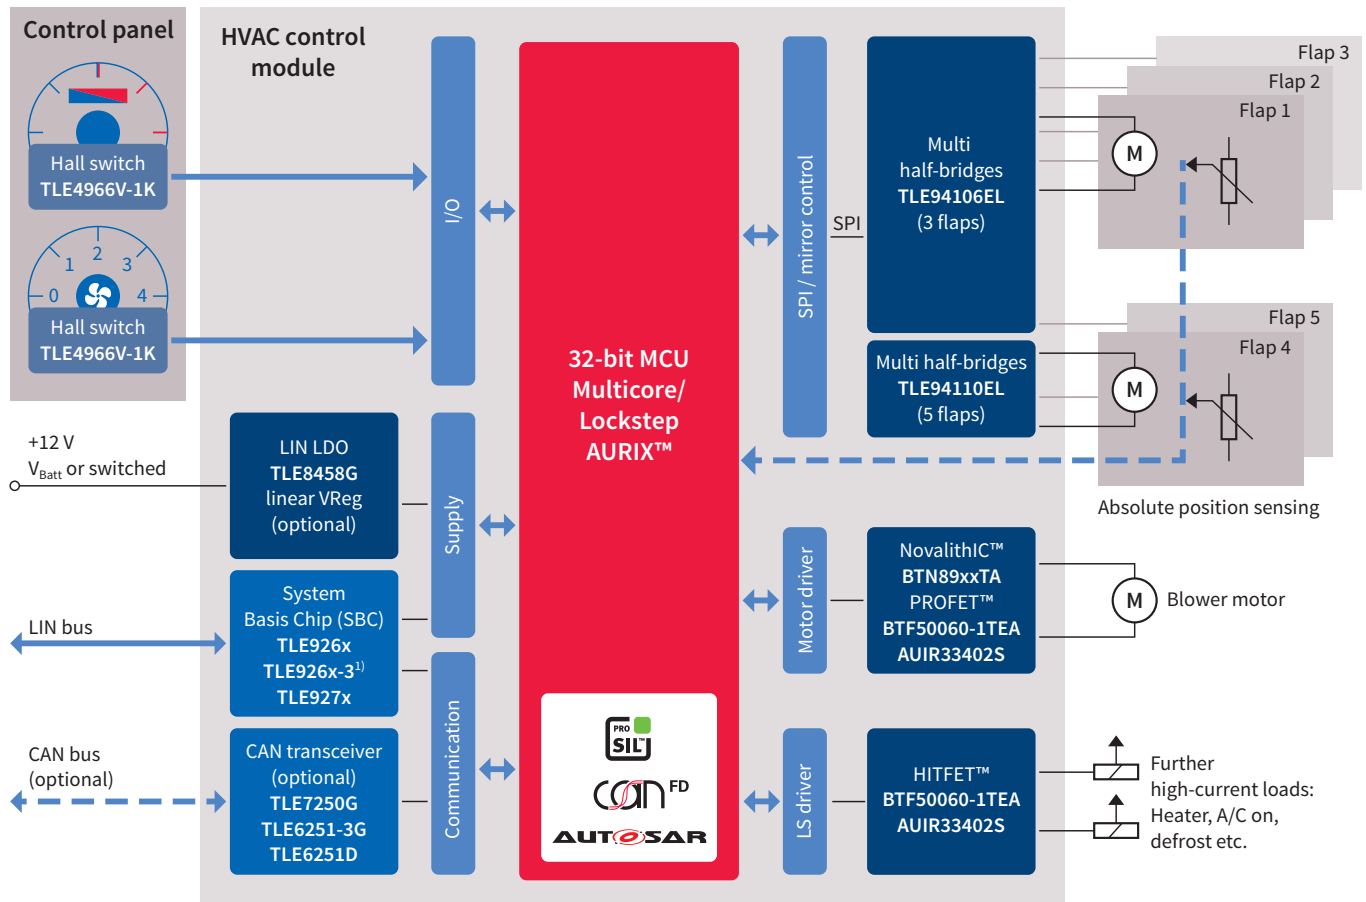 Control panel
Hall switch
TLE4966V-1K
0
1
2
3
4
Hall switch
TLE4966V-1K
+12 V
VBatt or switched
LIN bus
CAN bus
(optional)
HVAC control
module
I/O
LIN LDO
TLE8458G
linear VReg
(optional)
Supply
System
Basis Chip (SBC)
TLE926x
TLE926x-3¹⁾
TLE927x
CAN transceiver
(optional)
TLE7250G
TLE6251-3G
TLE6251D
Communication
32-bit MCU
Multicore/
Lockstep
AURIX™
PRO
SIL™
CAN FD
AUTOSAR
SPI / mirror control
SPI
Multi
half-bridges
TLE94106EL
(3 flaps)
Multi half-bridges
TLE94110EL
(5 flaps)
Motor driver
NovalithIC™
BTN89xxTA
PROFET™
BTF50060-1TEA
AUIR33402S
LS driver
HITFET™
BTF50060-1TEA
AUIR33402S
Flap 3
Flap 2
Flap 1
M
Flap 5
Flap 4
M
Absolute position sensing
M
Blower motor
Further
high-current loads:
Heater, A/C on,
defrost etc.